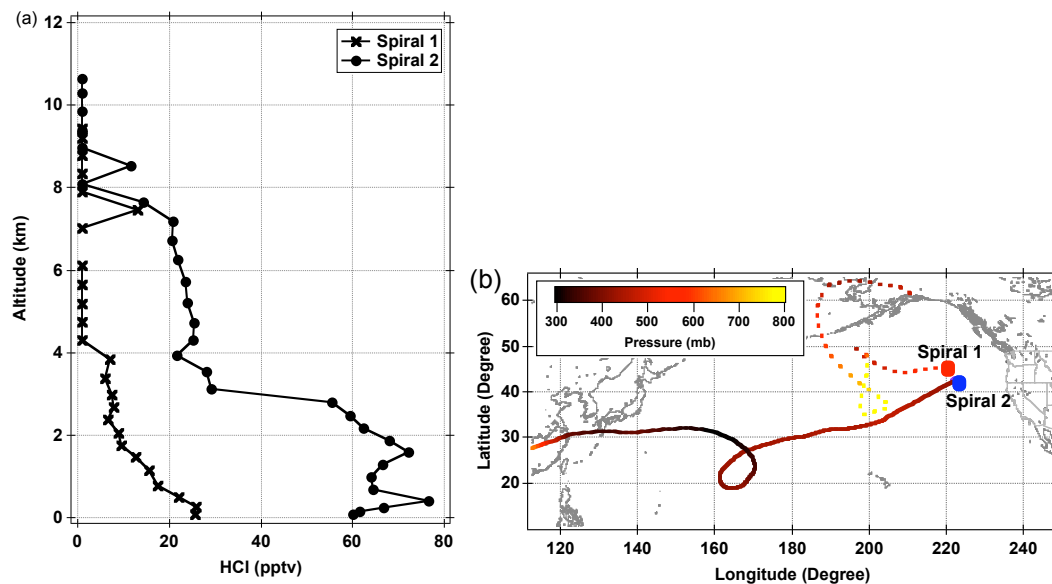 (a)
12
10
8
6
4
2
0
Altitude (km)
Spiral 1
Spiral 2
0
20
40
60
80
HCl (pptv)
(b)
60
50
40
30
20
Latitude (Degree)
300 400 500 600 700 800
Pressure (mb)
Spiral 1
Spiral 2
120 140 160 180 200 220 240
Longitude (Degree)